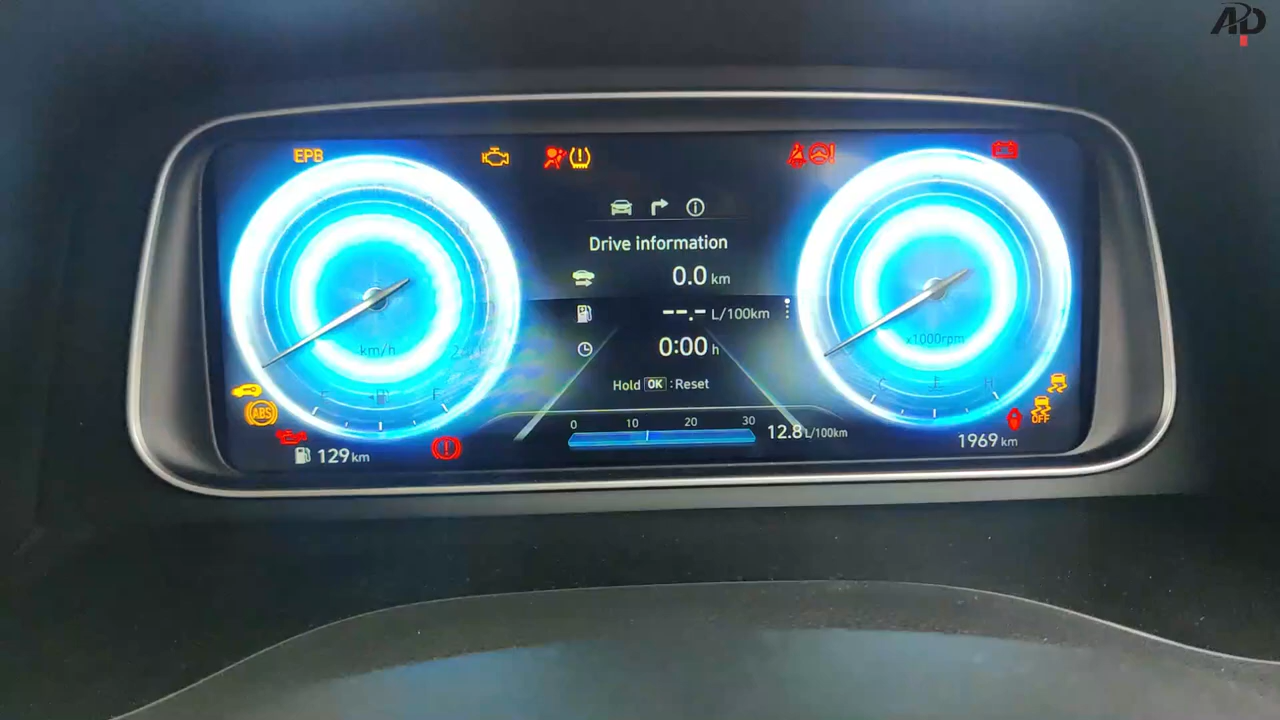 APD
EPB
Drive information
0.0 km
--.- L/100km
0:00 h
Hold OK : Reset
km/h
x1000rpm
E F
C H
ABS
OFF
0 10 20 30
12.8 L/100km
129 km
1969 km